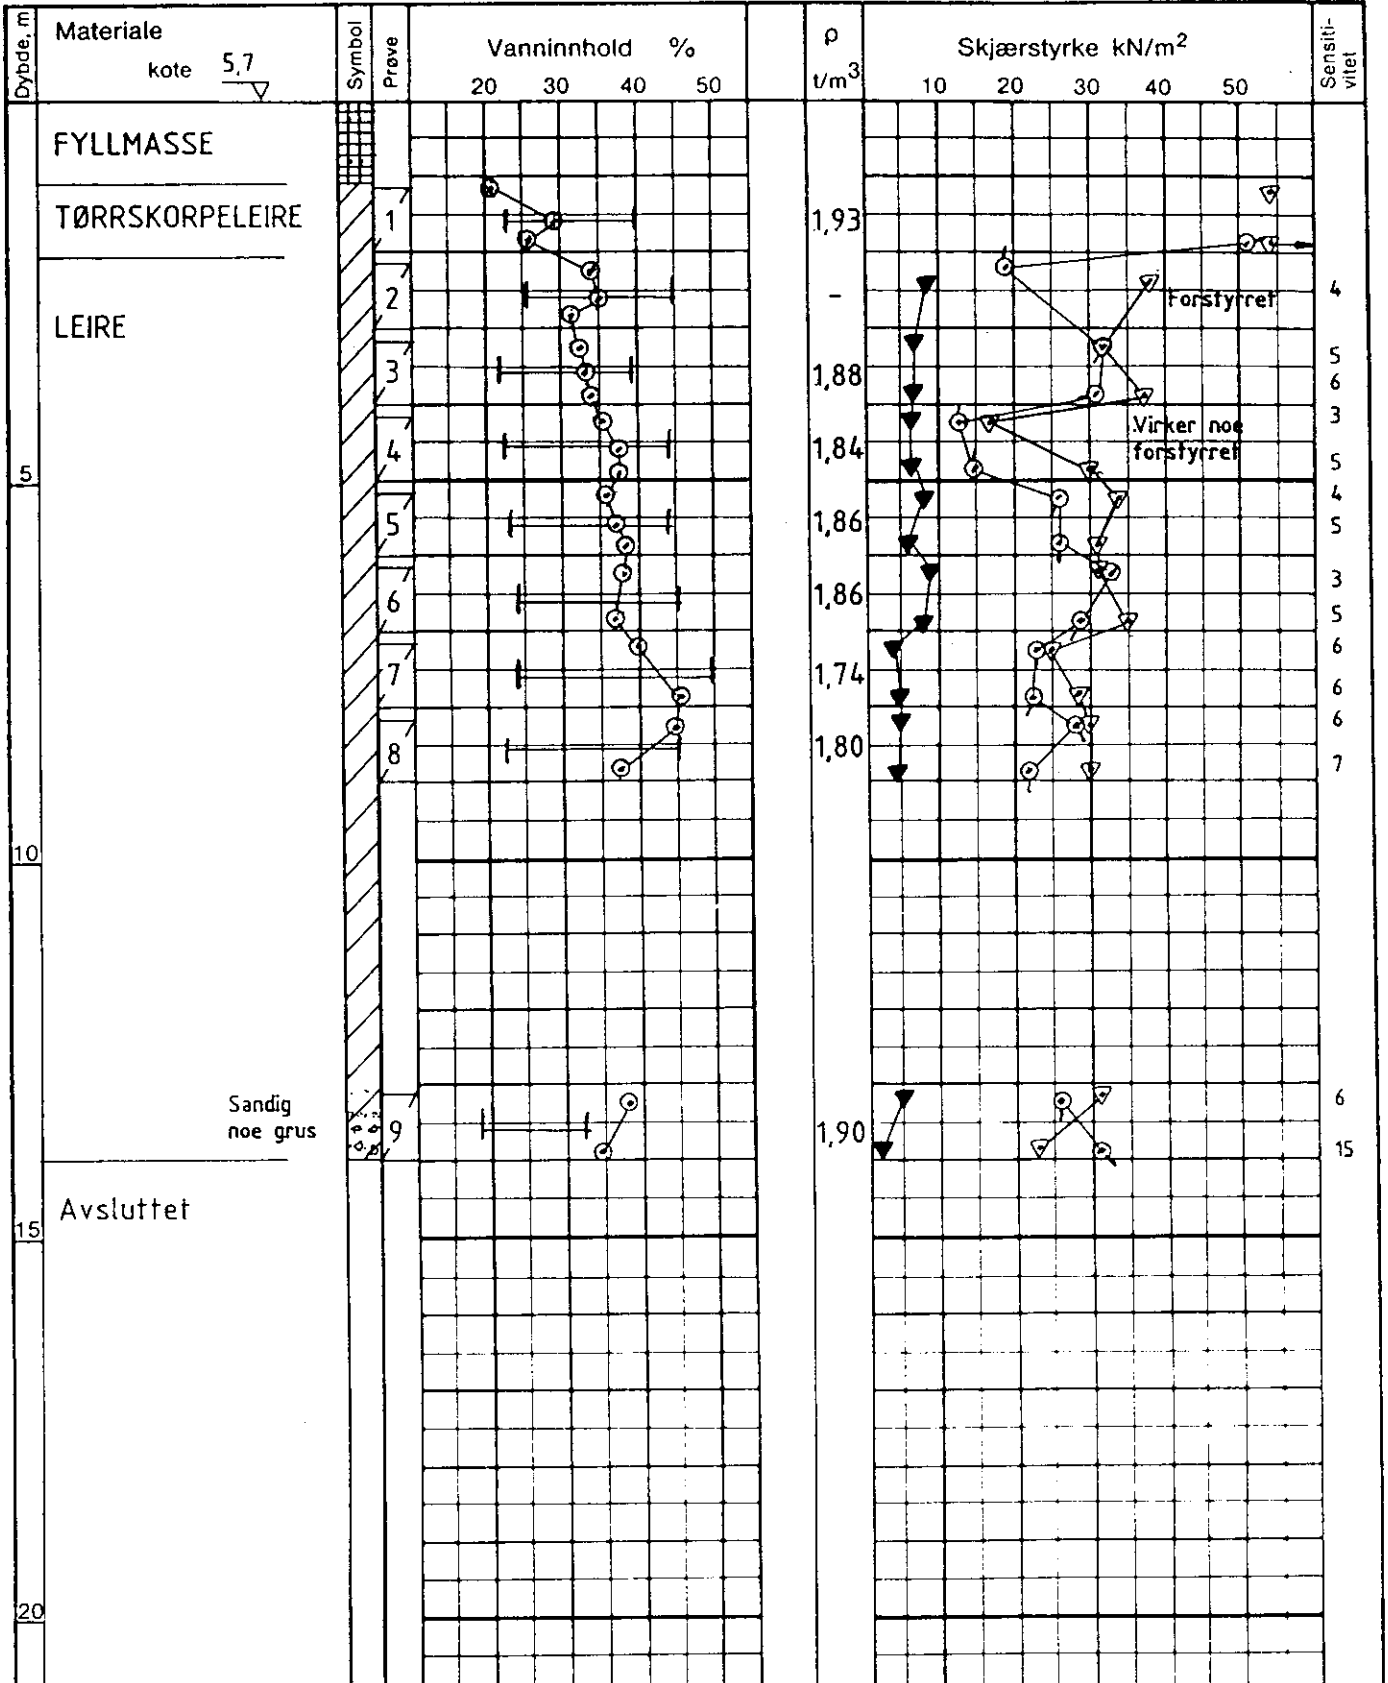 Dybde, m
Materiale
kote 5,7
Symbol
Prøve
Vanninnhold %
20 30 40 50
ρ
t/m³
Skjærstyrke kN/m²
10 20 30 40 50
Sensiti-
vitet
FYLLMASSE
TØRRSKORPELEIRE
1
1,93
LEIRE
2
-
Forstyrret
4
3
1,88
5
6
4
1,84
Virker noe
forstyrret
3
5
5
5
1,86
4
5
6
1,86
3
5
7
1,74
6
6
8
1,80
6
7
10
Sandig
noe grus
9
1,90
6
15
Avsluttet
15
20